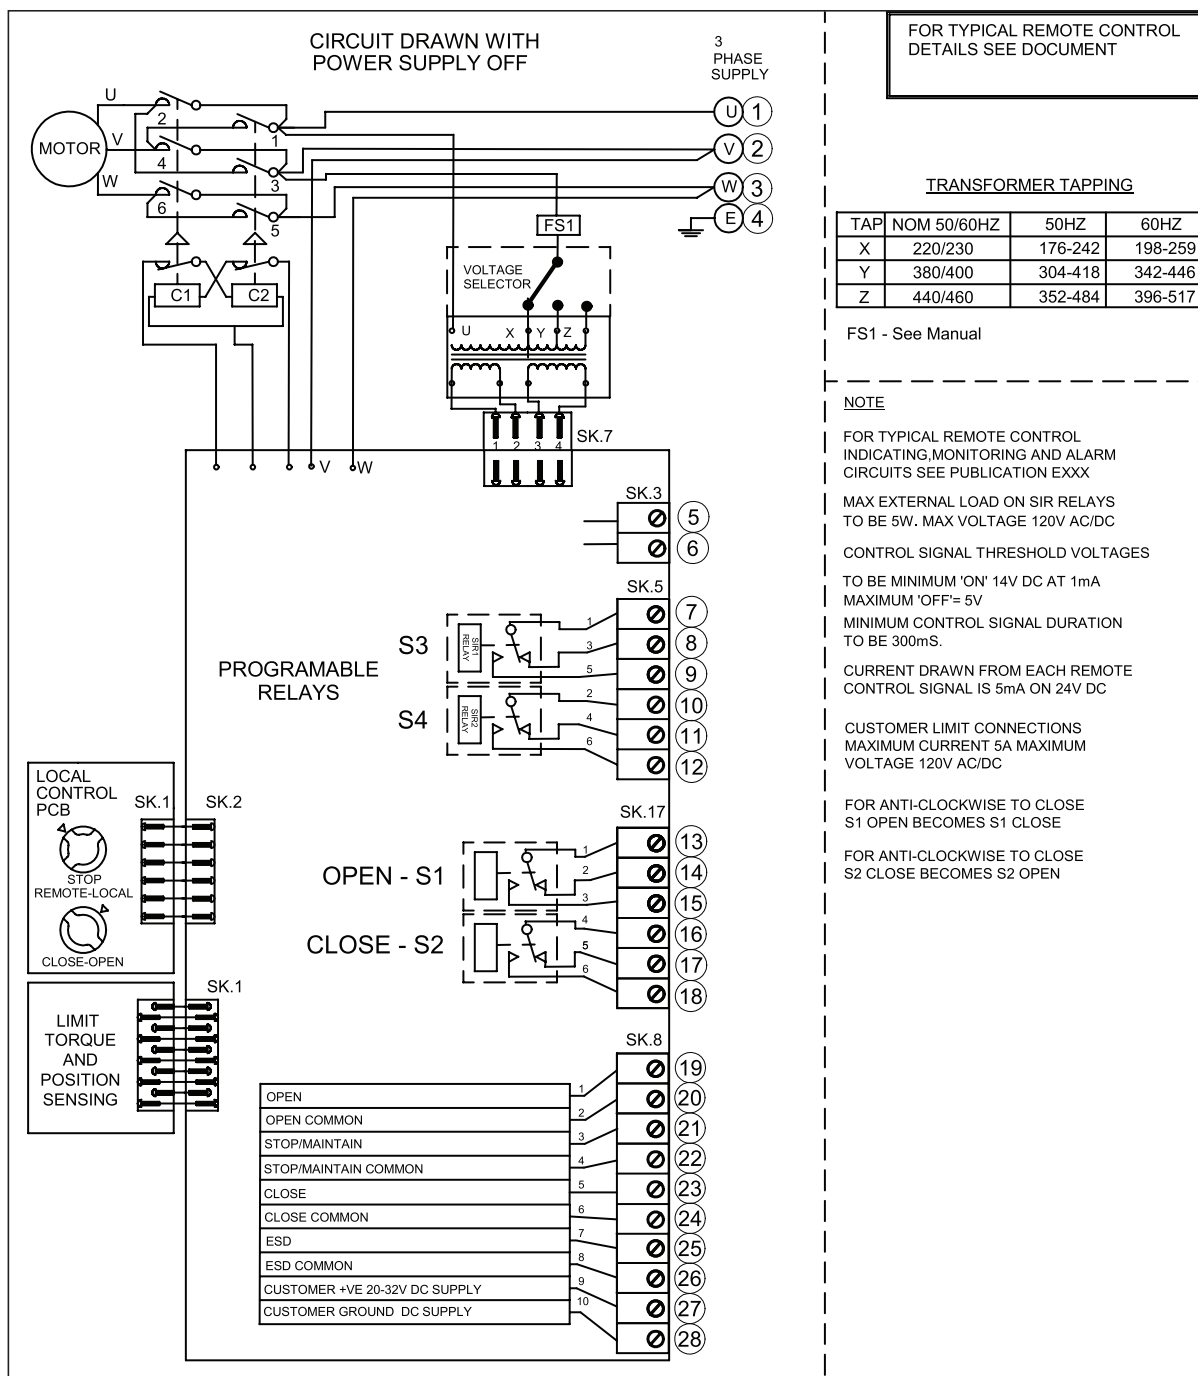 CIRCUIT DRAWN WITH
POWER SUPPLY OFF
3
PHASE
SUPPLY
FOR TYPICAL REMOTE CONTROL
DETAILS SEE DOCUMENT
MOTOR
U
V
W
2
4
6
1
3
5
U 1
V 2
W 3
E 4
FS1
C1
C2
VOLTAGE
SELECTOR
U X Y Z
1 2 3 4
SK.7
V W
TRANSFORMER TAPPING
TAP NOM 50/60HZ 50HZ 60HZ
X 220/230 176-242 198-259
Y 380/400 304-418 342-446
Z 440/460 352-484 396-517
FS1 - See Manual
NOTE
FOR TYPICAL REMOTE CONTROL
INDICATING,MONITORING AND ALARM
CIRCUITS SEE PUBLICATION EXXX
MAX EXTERNAL LOAD ON SIR RELAYS
TO BE 5W. MAX VOLTAGE 120V AC/DC
CONTROL SIGNAL THRESHOLD VOLTAGES
TO BE MINIMUM 'ON' 14V DC AT 1mA
MAXIMUM 'OFF'= 5V
MINIMUM CONTROL SIGNAL DURATION
TO BE 300mS.
CURRENT DRAWN FROM EACH REMOTE
CONTROL SIGNAL IS 5mA ON 24V DC
CUSTOMER LIMIT CONNECTIONS
MAXIMUM CURRENT 5A MAXIMUM
VOLTAGE 120V AC/DC
FOR ANTI-CLOCKWISE TO CLOSE
S1 OPEN BECOMES S1 CLOSE
FOR ANTI-CLOCKWISE TO CLOSE
S2 CLOSE BECOMES S2 OPEN
SK.3
5
6
SK.5
PROGRAMABLE
RELAYS
S3
SIR1
RELAY
1 7
3 8
5 9
S4
SIR2
RELAY
2 10
4 11
6 12
SK.17
OPEN - S1
1 13
2 14
3 15
CLOSE - S2
4 16
5 17
6 18
LOCAL
CONTROL
PCB
SK.1
SK.2
STOP
REMOTE-LOCAL
CLOSE-OPEN
SK.1
LIMIT
TORQUE
AND
POSITION
SENSING
SK.8
OPEN 1 19
OPEN COMMON 2 20
STOP/MAINTAIN 3 21
STOP/MAINTAIN COMMON 4 22
CLOSE 5 23
CLOSE COMMON 6 24
ESD 7 25
ESD COMMON 8 26
CUSTOMER +VE 20-32V DC SUPPLY 9 27
CUSTOMER GROUND DC SUPPLY 10 28